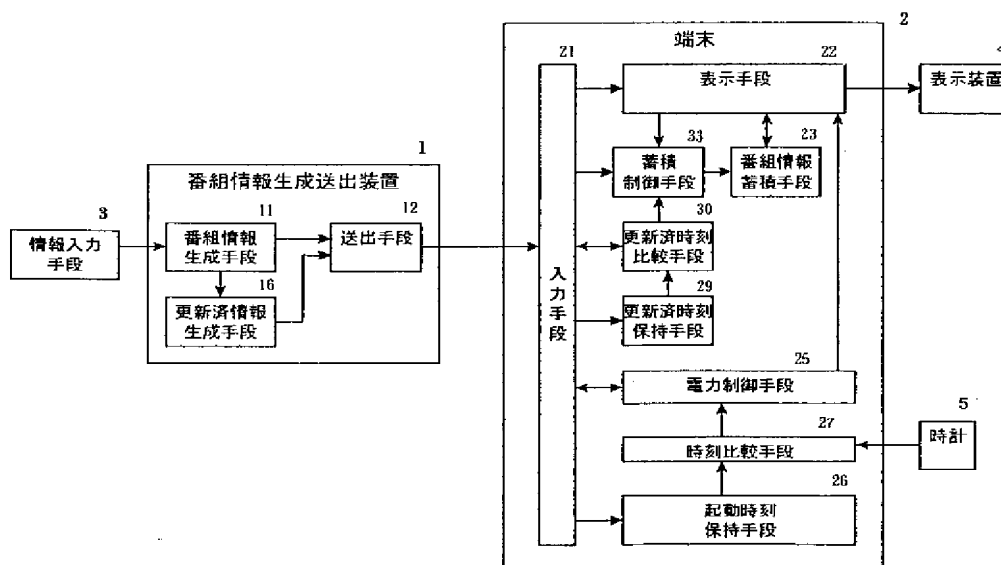 2
端末
21
22
4
表示手段
表示装置
33
23
1
蓄積
制御手段
番組情報
蓄積手段
番組情報生成送出装置
3
11
12
30
情報入力
手段
番組情報
生成手段
送出手段
更新済時刻
比較手段
入力手段
16
29
更新済情報
生成手段
更新済時刻
保持手段
25
電力制御手段
5
27
時計
時刻比較手段
26
起動時刻
保持手段